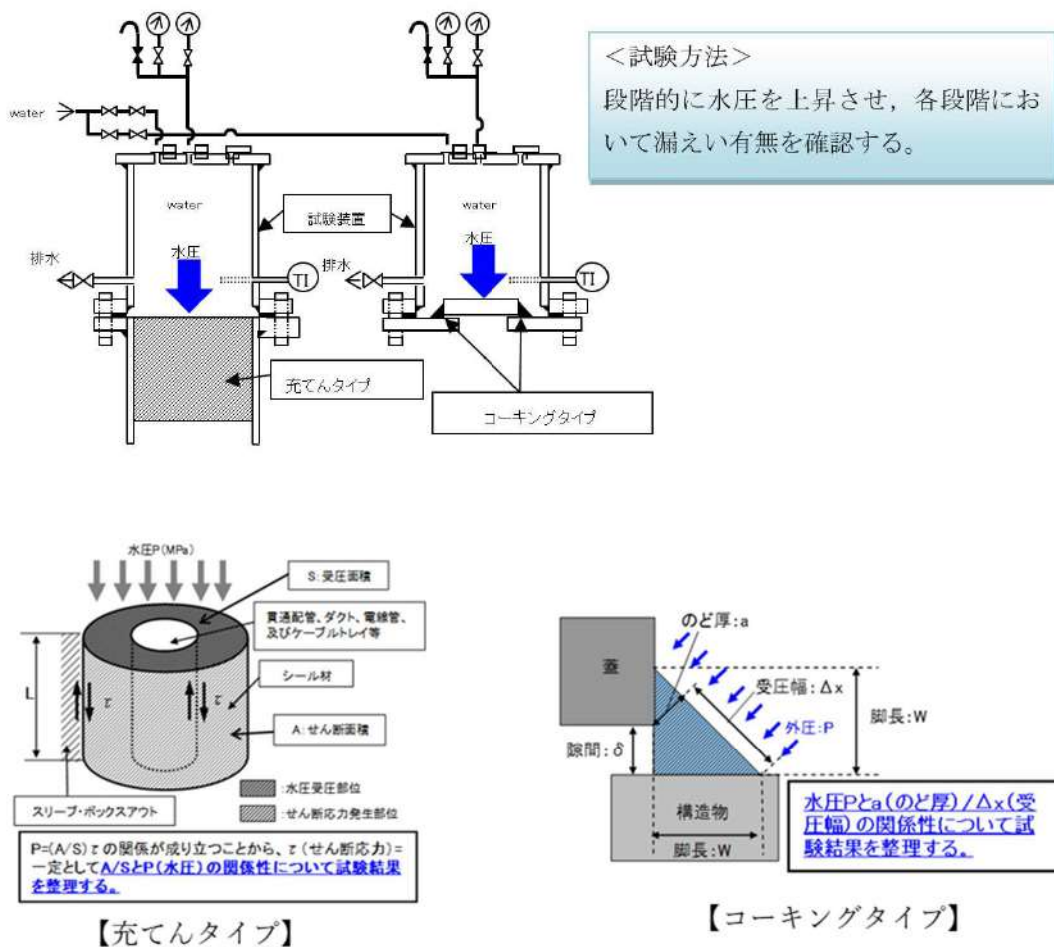 <試験方法>
段階的に水圧を上昇させ，各段階にお
いて漏えい有無を確認する。
water
water
water
試験装置
水圧
水圧
排水
排水
TI
TI
充てんタイプ
コーキングタイプ
水圧P(MPa)
S:受圧面積
貫通配管、ダクト、電線管、
及びケーブルトレイ等
シール材
L
τ
τ
A:せん断面積
:水圧受圧部位
:せん断応力発生部位
スリーブ・ボックスアウト
P=(A/S)τの関係が成り立つことから、τ(せん断応力)=
一定としてA/SとP(水圧)の関係性について試験結果
を整理する。
【充てんタイプ】
のど厚:a
蓋
受圧幅:Δx
外圧:P
脚長:W
隙間:δ
構造物
脚長:W
水圧Pとa(のど厚)/Δx(受
圧幅)の関係性について試
験結果を整理する。
【コーキングタイプ】